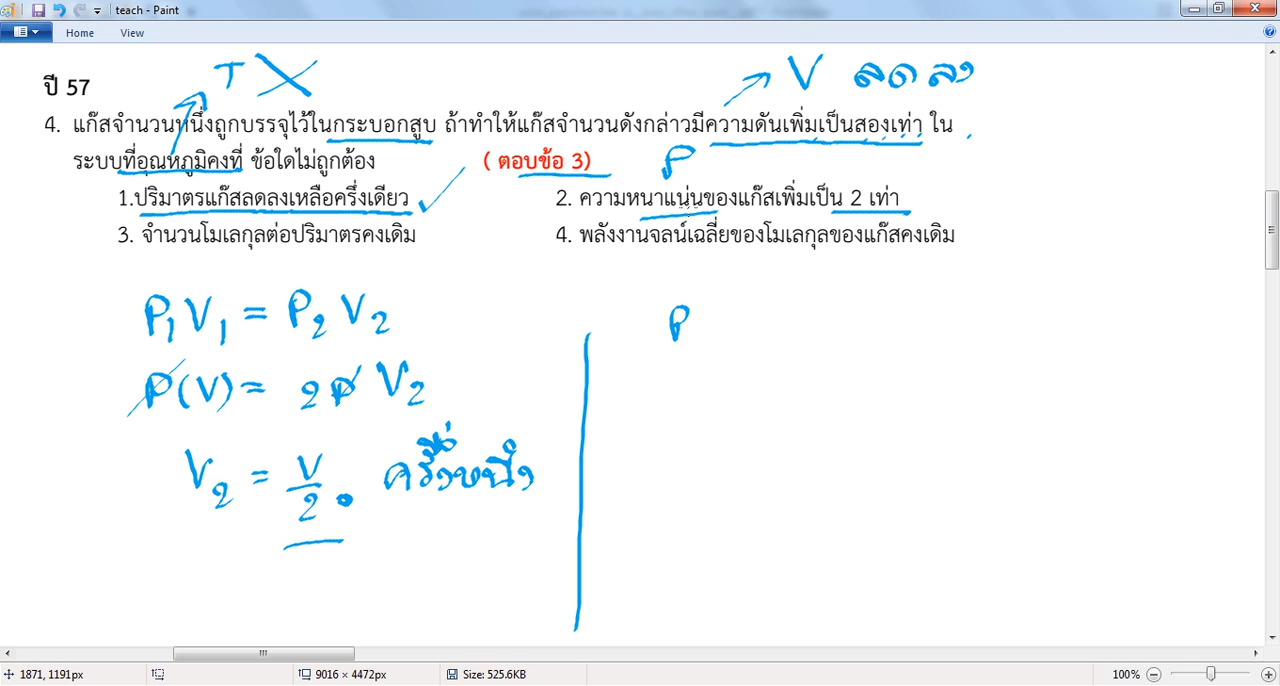 teach - Paint
Home View
T V ลดลง
ปี 57
4. แก๊สจำนวนหนึ่งถูกบรรจุไว้ในกระบอกสูบ ถ้าทำให้แก๊สจำนวนดังกล่าวมีความดันเพิ่มเป็นสองเท่า ใน
ระบบที่อุณหภูมิคงที่ ข้อใดไม่ถูกต้อง ( ตอบข้อ 3) P
1.ปริมาตรแก๊สลดลงเหลือครึ่งเดียว 2. ความหนาแน่นของแก๊สเพิ่มเป็น 2 เท่า
3. จำนวนโมเลกุลต่อปริมาตรคงเดิม 4. พลังงานจลน์เฉลี่ยของโมเลกุลของแก๊สคงเดิม
P₁V₁ = P₂V₂ P
P(V) = 2P V₂
V₂ = V/2 ครึ่งหนึ่ง
1871, 1191px 9016 × 4472px Size: 525.6KB 100%